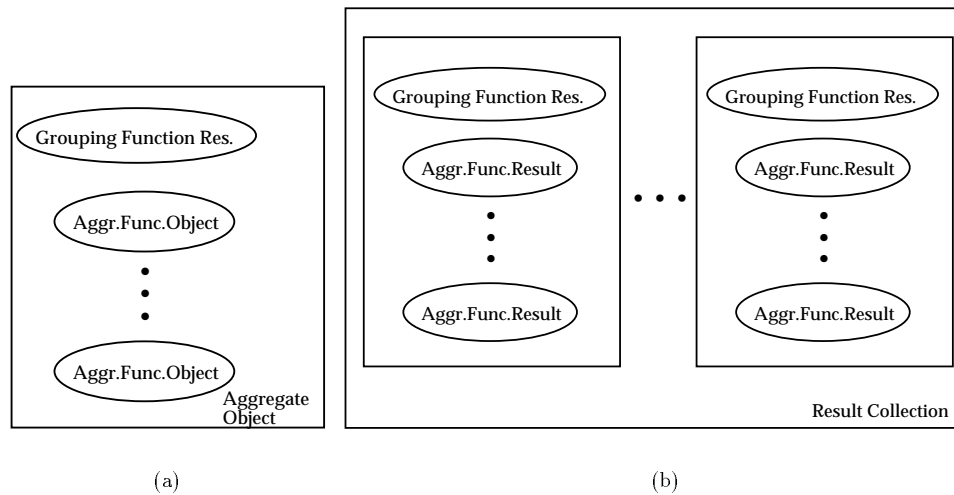 Grouping Function Res.
Aggr.Func.Object
Aggr.Func.Object
Aggregate
Object
(a)
Grouping Function Res.
Aggr.Func.Result
Aggr.Func.Result
Grouping Function Res.
Aggr.Func.Result
Aggr.Func.Result
Result Collection
(b)